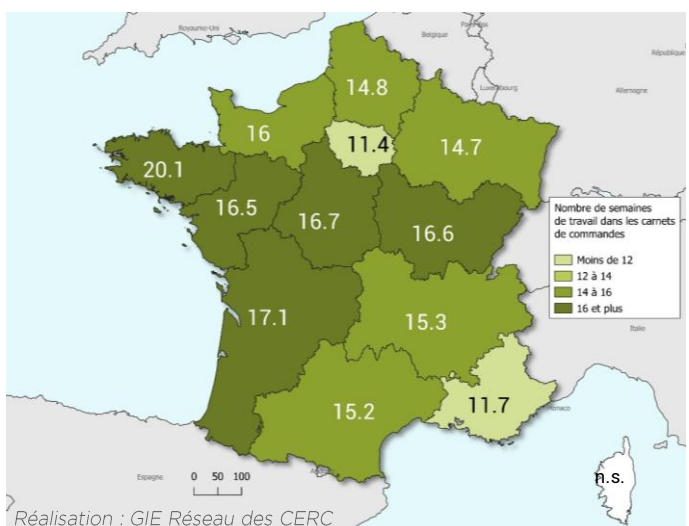 Royaume-Uni
Belgique
Pays-Bas
République
Luxembourg
Allemagne
14.8
16
11.4
14.7
20.1
16.5
16.7
16.6
Nombre de semaines
de travail dans les carnets
de commandes
Moins de 12
12 à 14
14 à 16
16 et plus
17.1
15.3
Italie
15.2
11.7
Monaco
n.s.
Espagne
0 50 100
Réalisation : GIE Réseau des CERC